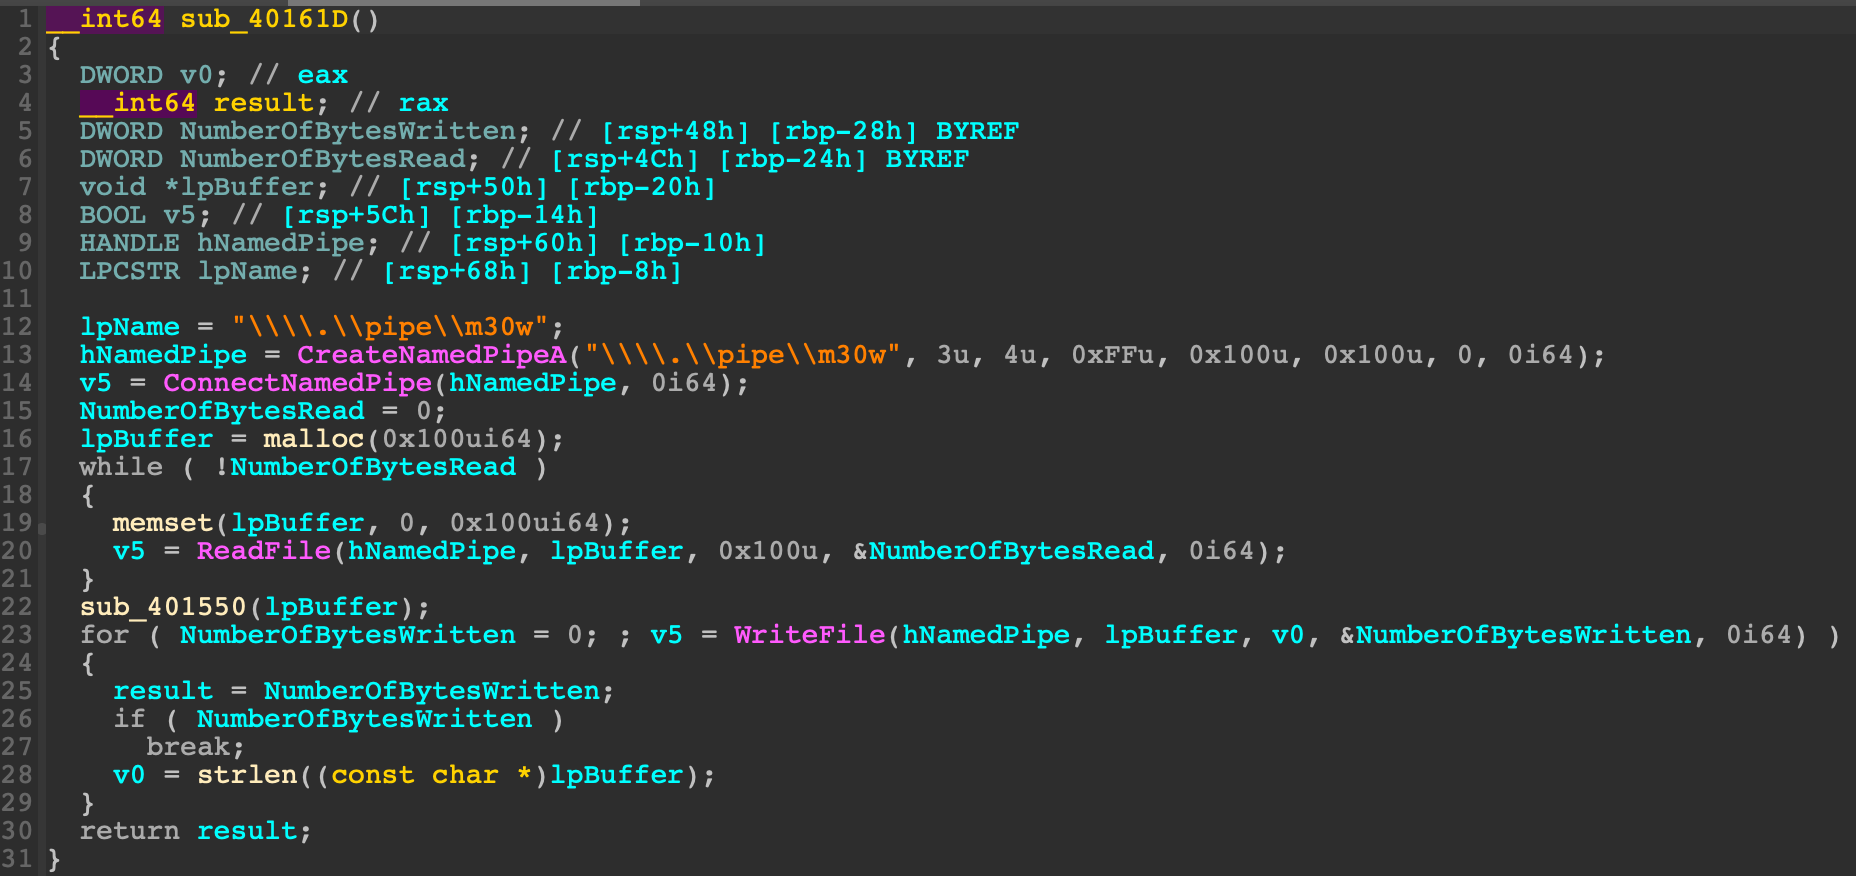 1 __int64 sub_40161D()
2 {
3   DWORD v0; // eax
4   __int64 result; // rax
5   DWORD NumberOfBytesWritten; // [rsp+48h] [rbp-28h] BYREF
6   DWORD NumberOfBytesRead; // [rsp+4Ch] [rbp-24h] BYREF
7   void *lpBuffer; // [rsp+50h] [rbp-20h]
8   BOOL v5; // [rsp+5Ch] [rbp-14h]
9   HANDLE hNamedPipe; // [rsp+60h] [rbp-10h]
10   LPCSTR lpName; // [rsp+68h] [rbp-8h]
11
12   lpName = "\\\\.\\pipe\\m30w";
13   hNamedPipe = CreateNamedPipeA("\\\\.\\pipe\\m30w", 3u, 4u, 0xFFu, 0x100u, 0x100u, 0, 0i64);
14   v5 = ConnectNamedPipe(hNamedPipe, 0i64);
15   NumberOfBytesRead = 0;
16   lpBuffer = malloc(0x100ui64);
17   while ( !NumberOfBytesRead )
18   {
19     memset(lpBuffer, 0, 0x100ui64);
20     v5 = ReadFile(hNamedPipe, lpBuffer, 0x100u, &NumberOfBytesRead, 0i64);
21   }
22   sub_401550(lpBuffer);
23   for ( NumberOfBytesWritten = 0; ; v5 = WriteFile(hNamedPipe, lpBuffer, v0, &NumberOfBytesWritten, 0i64) )
24   {
25     result = NumberOfBytesWritten;
26     if ( NumberOfBytesWritten )
27       break;
28     v0 = strlen((const char *)lpBuffer);
29   }
30   return result;
31 }